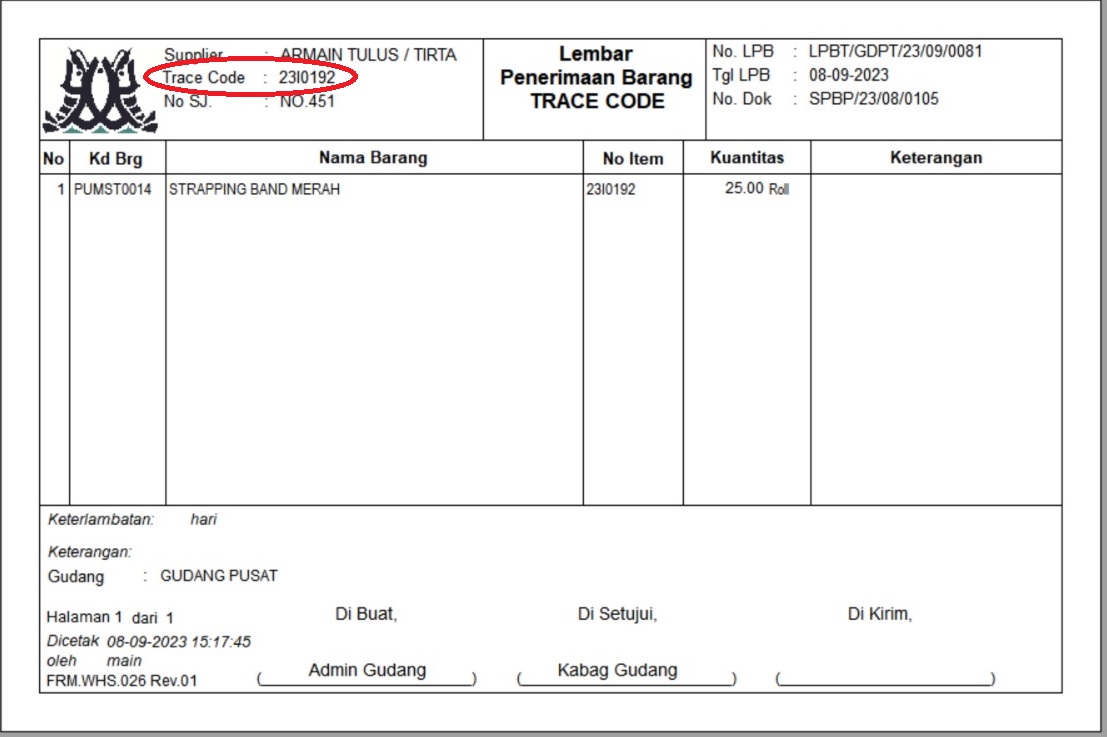 Supplier : ARMAIN TULUS / TIRTA
Trace Code : 23I0192
No SJ. : NO.451
Lembar
Penerimaan Barang
TRACE CODE
No. LPB : LPBT/GDPT/23/09/0081
Tgl LPB : 08-09-2023
No. Dok : SPBP/23/08/0105
No Kd Brg Nama Barang No Item Kuantitas Keterangan
1 PUMST0014 STRAPPING BAND MERAH 23I0192 25.00 Roll
Keterlambatan: hari
Keterangan:
Gudang : GUDANG PUSAT
Halaman 1 dari 1
Dicetak 08-09-2023 15:17:45
oleh main
FRM.WHS.026 Rev.01
Di Buat, Di Setujui, Di Kirim,
( Admin Gudang ) ( Kabag Gudang ) ( )